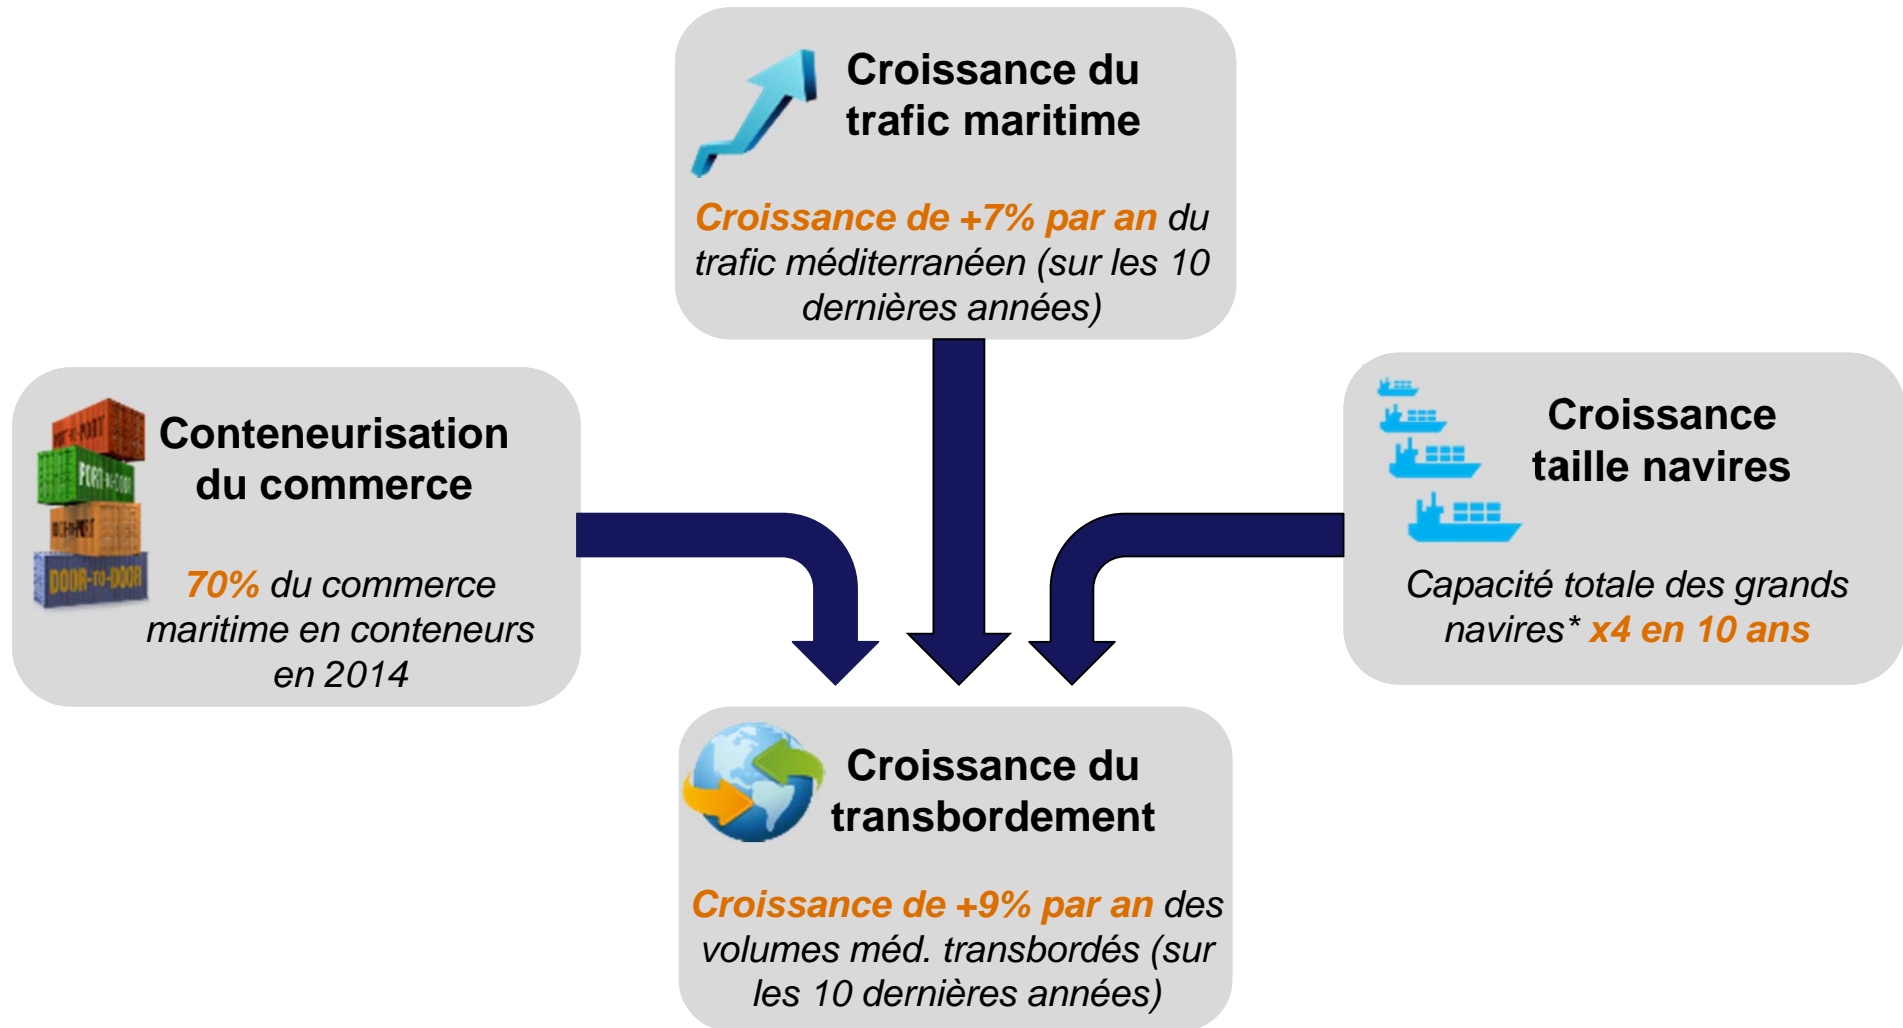 Croissance du
trafic maritime
Croissance de +7% par an du
trafic méditerranéen (sur les 10
dernières années)
Conteneurisation
du commerce
PORT-TO-DOOR
DOOR-TO-DOOR
70% du commerce
maritime en conteneurs
en 2014
Croissance
taille navires
Capacité totale des grands
navires* x4 en 10 ans
Croissance du
transbordement
Croissance de +9% par an des
volumes méd. transbordés (sur
les 10 dernières années)